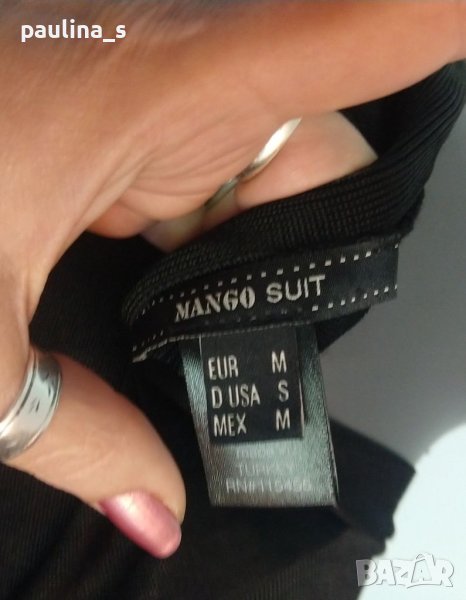 paulina_s
MANGO SUIT
EUR M
D USA S
MEX M
TURKEY
BAZAR